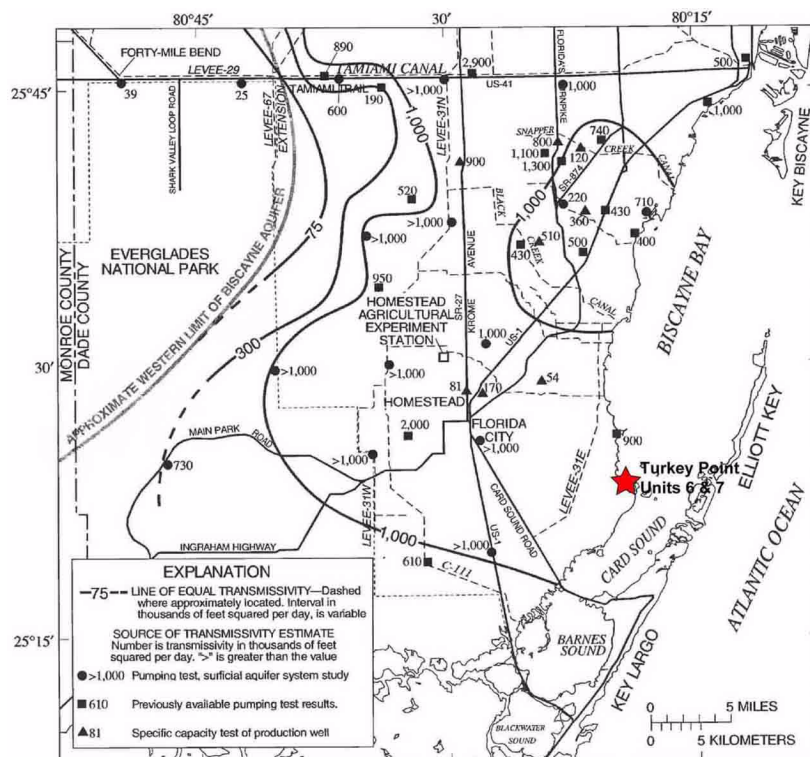 80°45'
30'
80°15'
FORTY-MILE BEND
890
LEVEE-29
TAMIAMI CANAL
2,900
500
US-41
25°45'
39
25
TAMIAMI TRAIL
600
190
>1,000
1,000
1,000
LEVEE-67
EXTENSION
SHARK VALLEY LOOP ROAD
1,000
LEVEE-31N
FLORIDA'S TURNPIKE
KEY BISCAYNE
SNAPPER
CREEK
CANAL
800
740
120
1,100
1,300
SR-874
900
520
BLACK
CREEK
CANAL
1,000
220
360
430
710
400
75
>1,000
>1,000
430
510
500
EVERGLADES
NATIONAL PARK
MONROE COUNTY
DADE COUNTY
APPROXIMATE WESTERN LIMIT OF BISCAYNE AQUIFER
950
HOMESTEAD
AGRICULTURAL
EXPERIMENT
STATION
SR-27
KROME
AVENUE
US-1
BISCAYNE BAY
300
1,000
30'
>1,000
>1,000
81
170
54
HOMESTEAD
2,000
FLORIDA
CITY
>1,000
900
MAIN PARK
ROAD
730
>1,000
LEVEE-31W
LEVEE-31E
CARD SOUND ROAD
Turkey Point
Units 6 & 7
ELLIOTT KEY
ATLANTIC OCEAN
CARD SOUND
1,000
INGRAHAM HIGHWAY
US-1
>1,000
610
C-111
25°15'
BARNES
SOUND
KEY LARGO
BLACKWATER
SOUND
EXPLANATION
—75 – – LINE OF EQUAL TRANSMISSIVITY—Dashed
where approximately located. Interval in
thousands of feet squared per day, is variable
SOURCE OF TRANSMISSIVITY ESTIMATE
Number is transmissivity in thousands of feet
squared per day. ">" is greater than the value
>1,000 Pumping test, surficial aquifer system study
610 Previously available pumping test results.
81 Specific capacity test of production well
0 5 MILES
0 5 KILOMETERS